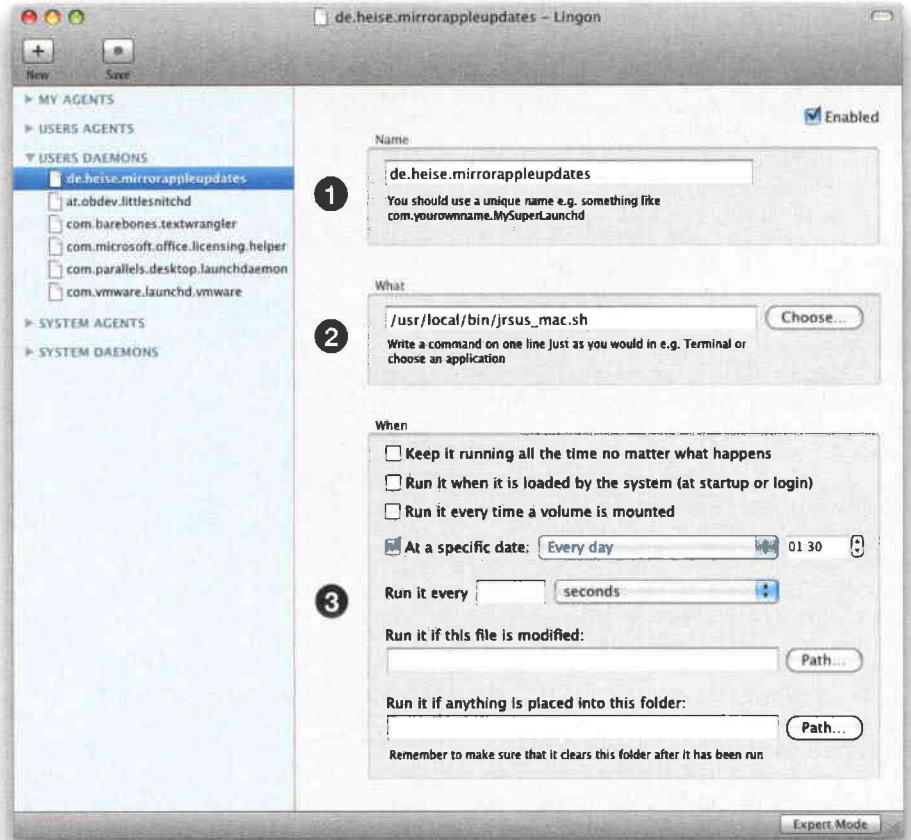 de.heise.mirrorappleupdates – Lingon
New
Save
MY AGENTS
USERS AGENTS
USERS DAEMONS
de.heise.mirrorappleupdates
at.obdev.littlesnitchd
com.barebones.textwrangler
com.microsoft.office.licensing.helper
com.parallels.desktop.launchdaemon
com.vmware.launchd.vmware
SYSTEM AGENTS
SYSTEM DAEMONS
Enabled
1
Name
de.heise.mirrorappleupdates
You should use a unique name e.g. something like
com.yourownname.MySuperLaunchd
2
What
/usr/local/bin/jrsus_mac.sh
Choose...
Write a command on one line just as you would in e.g. Terminal or
choose an application
3
When
Keep it running all the time no matter what happens
Run it when it is loaded by the system (at startup or login)
Run it every time a volume is mounted
At a specific date: Every day 01 30
Run it every seconds
Run it if this file is modified:
Path...
Run it if anything is placed into this folder:
Path...
Remember to make sure that it clears this folder after it has been run
Expert Mode